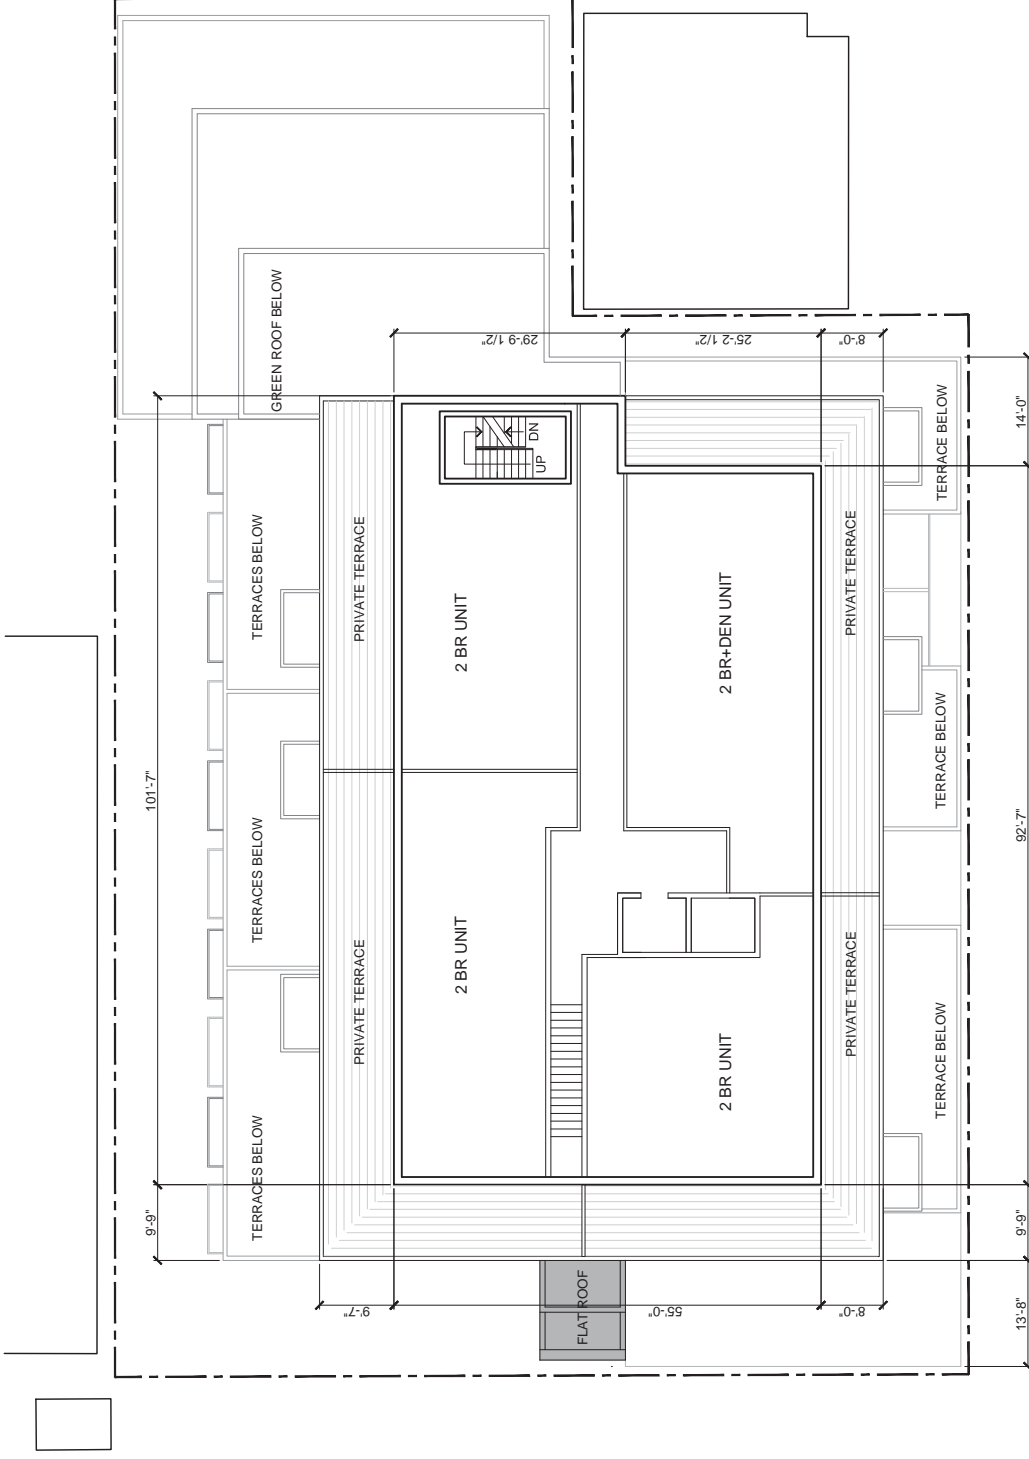 GREEN ROOF BELOW
29'-9 1/2"
25'-2 1/2"
8'-0"
14'-0"
DN
UP
TERRACE BELOW
TERRACES BELOW
PRIVATE TERRACE
2 BR UNIT
2 BR+DEN UNIT
PRIVATE TERRACE
TERRACE BELOW
101'-7"
92'-7"
TERRACES BELOW
PRIVATE TERRACE
2 BR UNIT
2 BR UNIT
PRIVATE TERRACE
TERRACE BELOW
TERRACES BELOW
9'-9"
9'-9"
FLAT ROOF
9'-7"
55'-0"
8'-0"
13'-8"